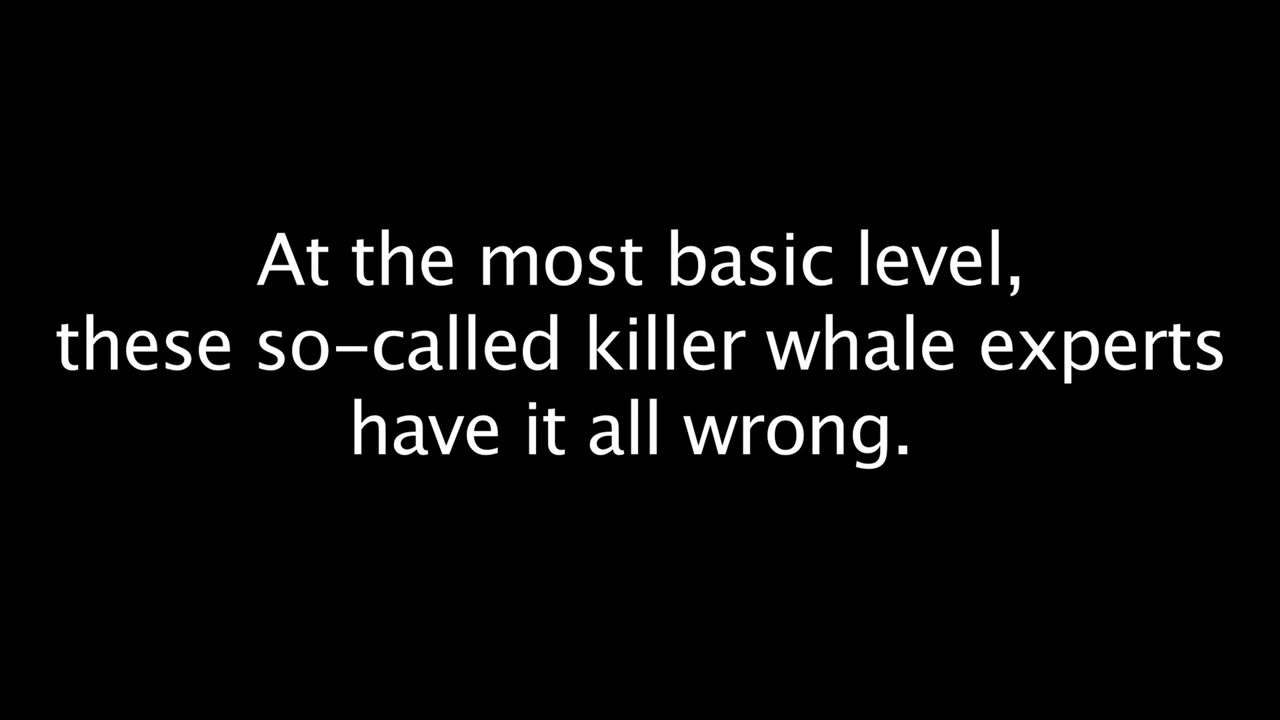 At the most basic level,
these so-called killer whale experts
have it all wrong.